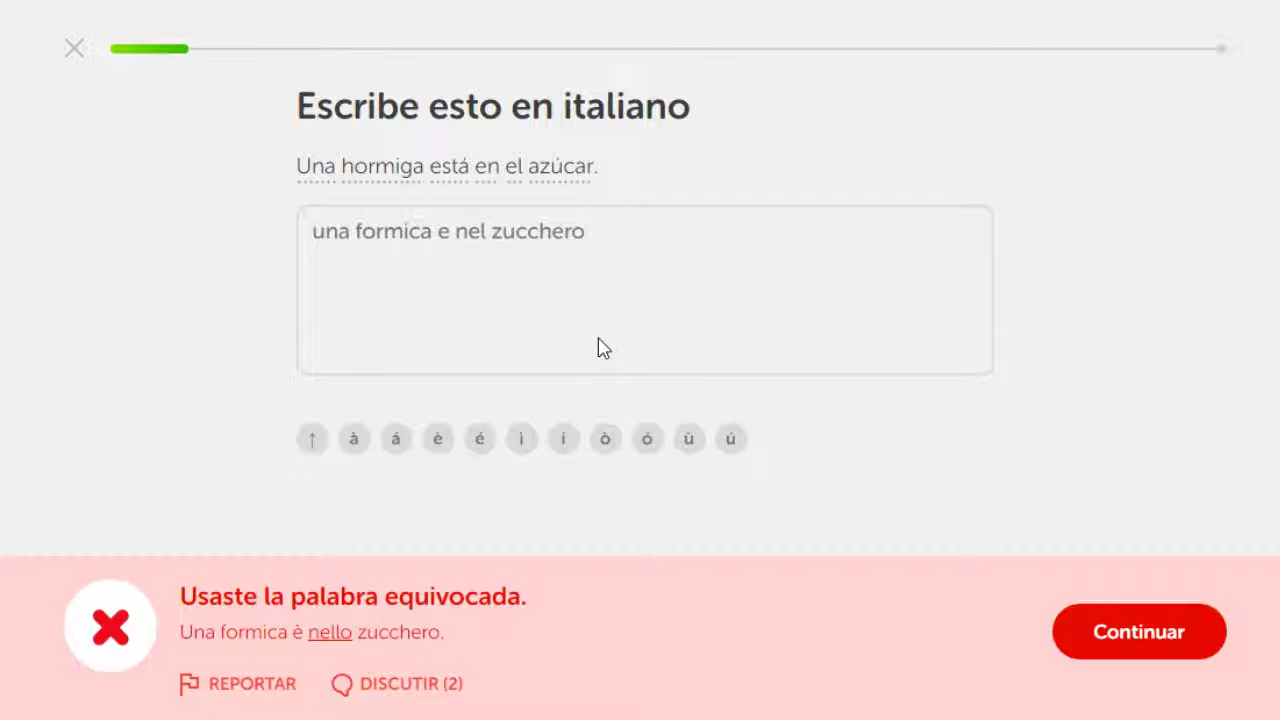 Escribe esto en italiano
Una hormiga está en el azúcar.
una formica e nel zucchero
↑ à á è é ì í ò ó ù ú
Usaste la palabra equivocada.
Una formica è nello zucchero.
Continuar
REPORTAR DISCUTIR (2)